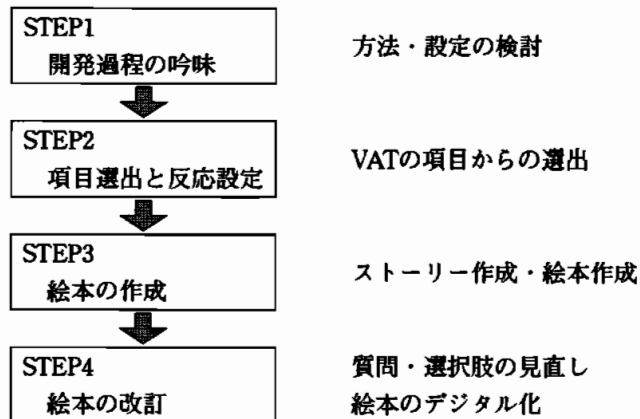 STEP1
開発過程の吟味
方法・設定の検討
STEP2
項目選出と反応設定
VATの項目からの選出
STEP3
絵本の作成
ストーリー作成・絵本作成
STEP4
絵本の改訂
質問・選択肢の見直し
絵本のデジタル化